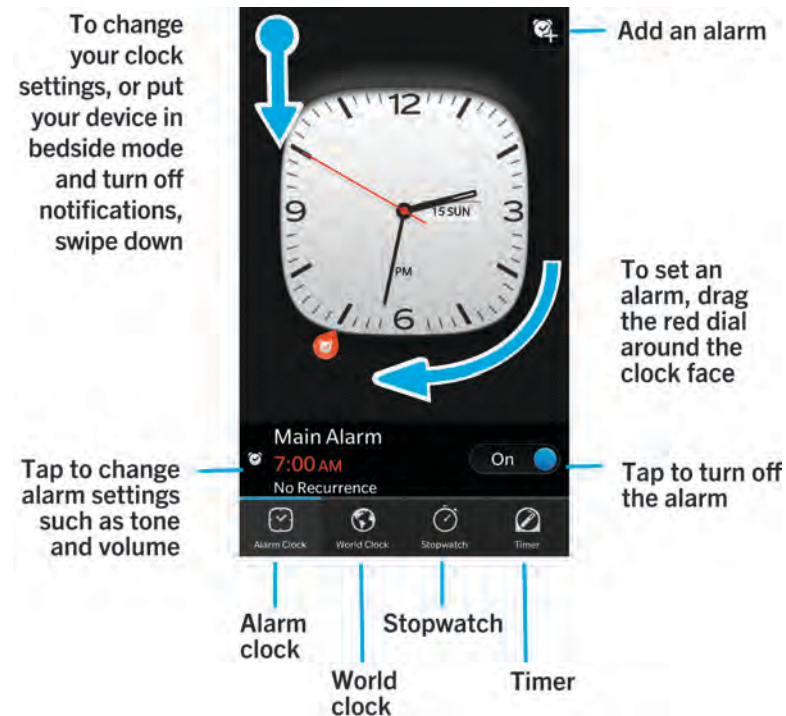 To change
your clock
settings, or put
your device in
bedside mode
and turn off
notifications,
swipe down
Add an alarm
12
9
15 SUN
3
PM
6
To set an
alarm, drag
the red dial
around the
clock face
Main Alarm
7:00 AM
On
No Recurrence
Tap to change
alarm settings
such as tone
and volume
Tap to turn off
the alarm
Alarm Clock
World Clock
Stopwatch
Timer
Alarm
clock
Stopwatch
World
clock
Timer